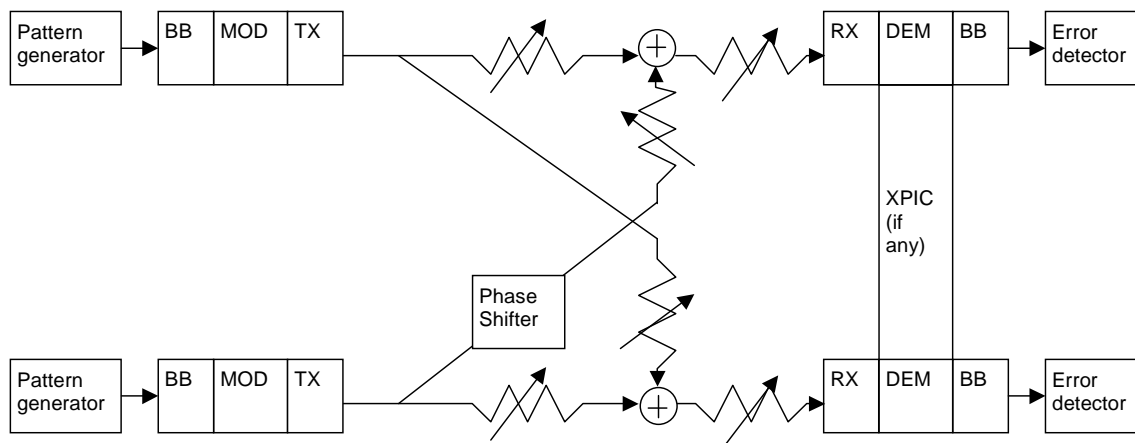 Pattern
generator
BB MOD TX
+
RX DEM BB
Error
detector
XPIC
(if
any)
Phase
Shifter
Pattern
generator
BB MOD TX
+
RX DEM BB
Error
detector